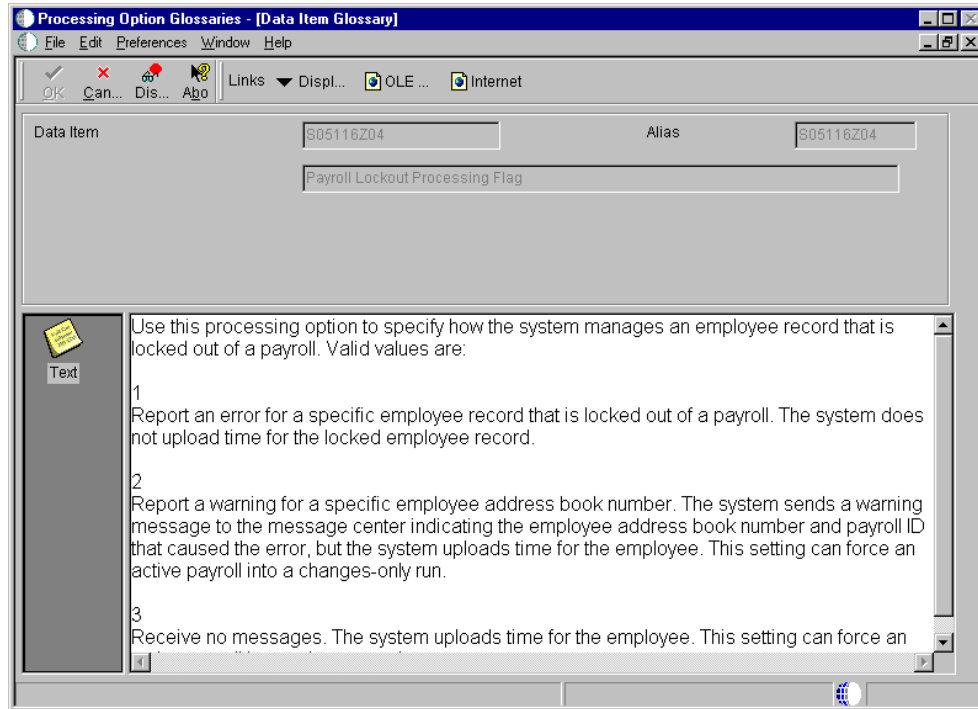 Processing Option Glossaries - [Data Item Glossary]
File Edit Preferences Window Help
OK Can... Dis... Abo Links Displ... OLE ... Internet
Data Item S05116Z04 Alias S05116Z04
Payroll Lockout Processing Flag
Text
Use this processing option to specify how the system manages an employee record that is
locked out of a payroll. Valid values are:
1
Report an error for a specific employee record that is locked out of a payroll. The system does
not upload time for the locked employee record.
2
Report a warning for a specific employee address book number. The system sends a warning
message to the message center indicating the employee address book number and payroll ID
that caused the error, but the system uploads time for the employee. This setting can force an
active payroll into a changes-only run.
3
Receive no messages. The system uploads time for the employee. This setting can force an